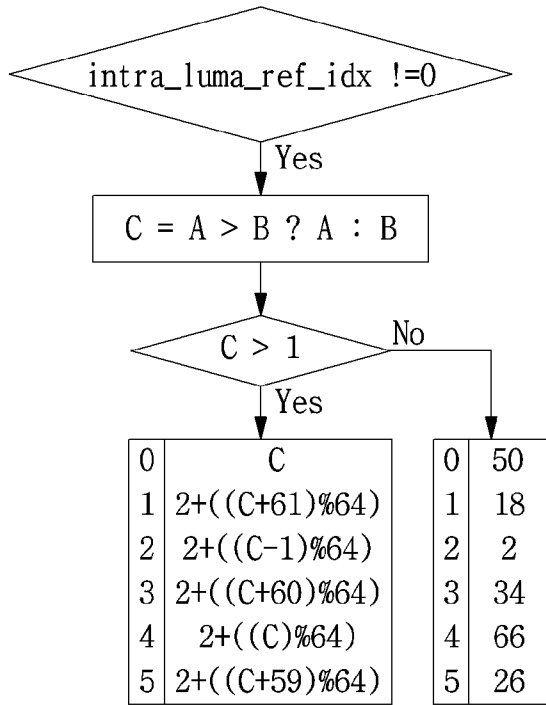 intra_luma_ref_idx !=0
Yes
C = A > B ? A : B
C > 1
No
Yes
0 C
1 2+((C+61)%64)
2 2+((C-1)%64)
3 2+((C+60)%64)
4 2+((C)%64)
5 2+((C+59)%64)
0 50
1 18
2 2
3 34
4 66
5 26